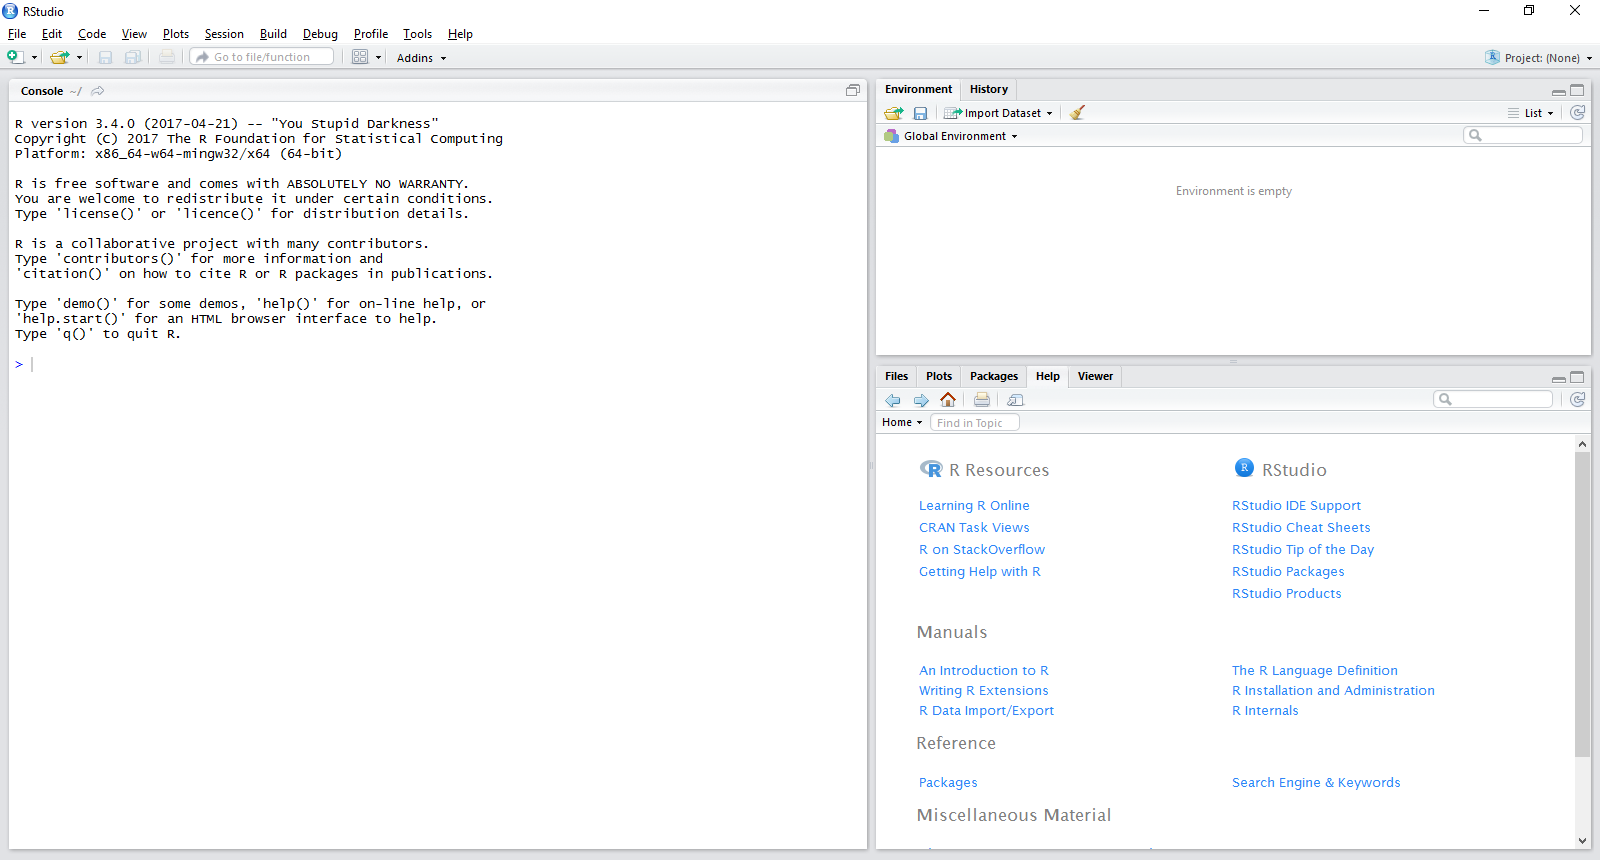 RStudio
File Edit Code View Plots Session Build Debug Profile Tools Help
Go to file/function Addins Project: (None)
Console ~/
R version 3.4.0 (2017-04-21) -- "You Stupid Darkness"
Copyright (C) 2017 The R Foundation for Statistical Computing
Platform: x86_64-w64-mingw32/x64 (64-bit)
R is free software and comes with ABSOLUTELY NO WARRANTY.
You are welcome to redistribute it under certain conditions.
Type 'license()' or 'licence()' for distribution details.
R is a collaborative project with many contributors.
Type 'contributors()' for more information and
'citation()' on how to cite R or R packages in publications.
Type 'demo()' for some demos, 'help()' for on-line help, or
'help.start()' for an HTML browser interface to help.
Type 'q()' to quit R.
>
Environment History
Import Dataset List
Global Environment
Environment is empty
Files Plots Packages Help Viewer
Home Find in Topic
R Resources RStudio
Learning R Online RStudio IDE Support
CRAN Task Views RStudio Cheat Sheets
R on StackOverflow RStudio Tip of the Day
Getting Help with R RStudio Packages
RStudio Products
Manuals
An Introduction to R The R Language Definition
Writing R Extensions R Installation and Administration
R Data Import/Export R Internals
Reference
Packages Search Engine & Keywords
Miscellaneous Material